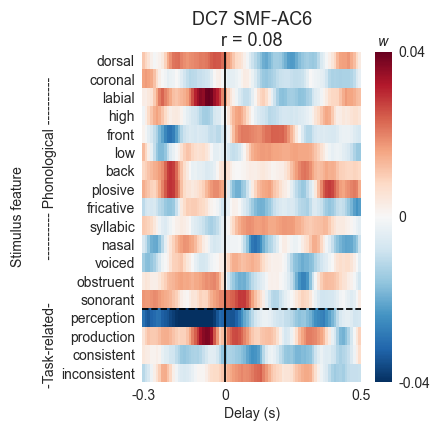 DC7 SMF-AC6
r = 0.08
w
Stimulus feature
---------- Phonological ----------
-Task-related-
dorsal
coronal
labial
high
front
low
back
plosive
fricative
syllabic
nasal
voiced
obstruent
sonorant
perception
production
consistent
inconsistent
-0.3
0
0.5
Delay (s)
0.04
0
-0.04